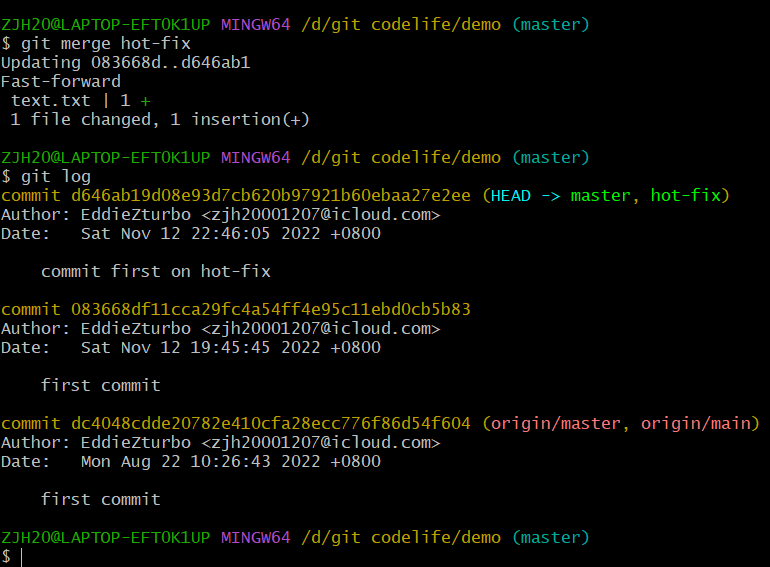 ZJH20@LAPTOP-EFT0K1UP MINGW64 /d/git codelife/demo (master)
$ git merge hot-fix
Updating 083668d..d646ab1
Fast-forward
 text.txt | 1 +
 1 file changed, 1 insertion(+)
ZJH20@LAPTOP-EFT0K1UP MINGW64 /d/git codelife/demo (master)
$ git log
commit d646ab19d08e93d7cb620b97921b60ebaa27e2ee (HEAD -> master, hot-fix)
Author: EddieZturbo <zjh20001207@icloud.com>
Date:   Sat Nov 12 22:46:05 2022 +0800
    commit first on hot-fix
commit 083668df11cca29fc4a54ff4e95c11ebd0cb5b83
Author: EddieZturbo <zjh20001207@icloud.com>
Date:   Sat Nov 12 19:45:45 2022 +0800
    first commit
commit dc4048cdde20782e410cfa28ecc776f86d54f604 (origin/master, origin/main)
Author: EddieZturbo <zjh20001207@icloud.com>
Date:   Mon Aug 22 10:26:43 2022 +0800
    first commit
ZJH20@LAPTOP-EFT0K1UP MINGW64 /d/git codelife/demo (master)
$